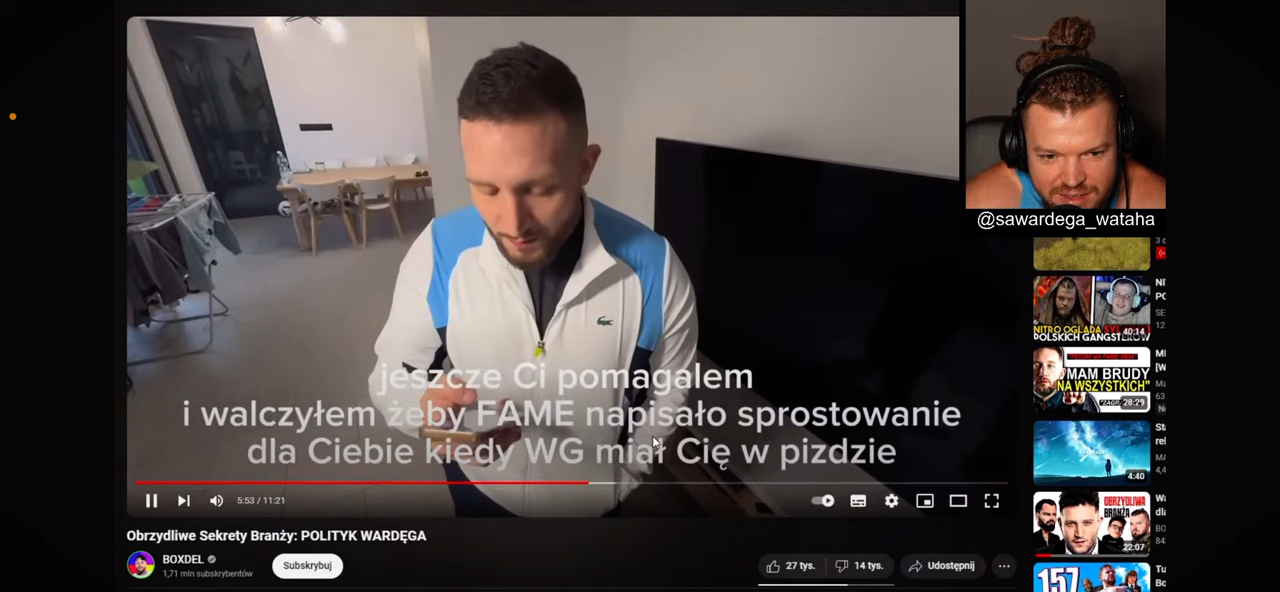 @sawardega_wataha
jeszcze Ci pomagałem
i walczyłem żeby FAME napisało sprostowanie
dla Ciebie kiedy WG miał Cię w pizdzie
5:53 / 11:21
Obrzydliwe Sekrety Branży: POLITYK WARDĘGA
BOXDEL
1,71 mln subskrybentów
Subskrybuj
27 tys.
14 tys.
Udostępnij
NITRO OGLĄDA
40:14
POLSKICH GANGSTERÓW
MAM BRUDY
NA WSZYSTKICH"
28:29
4:40
OBRZYDLIWA
BRANŻA
22:07
157